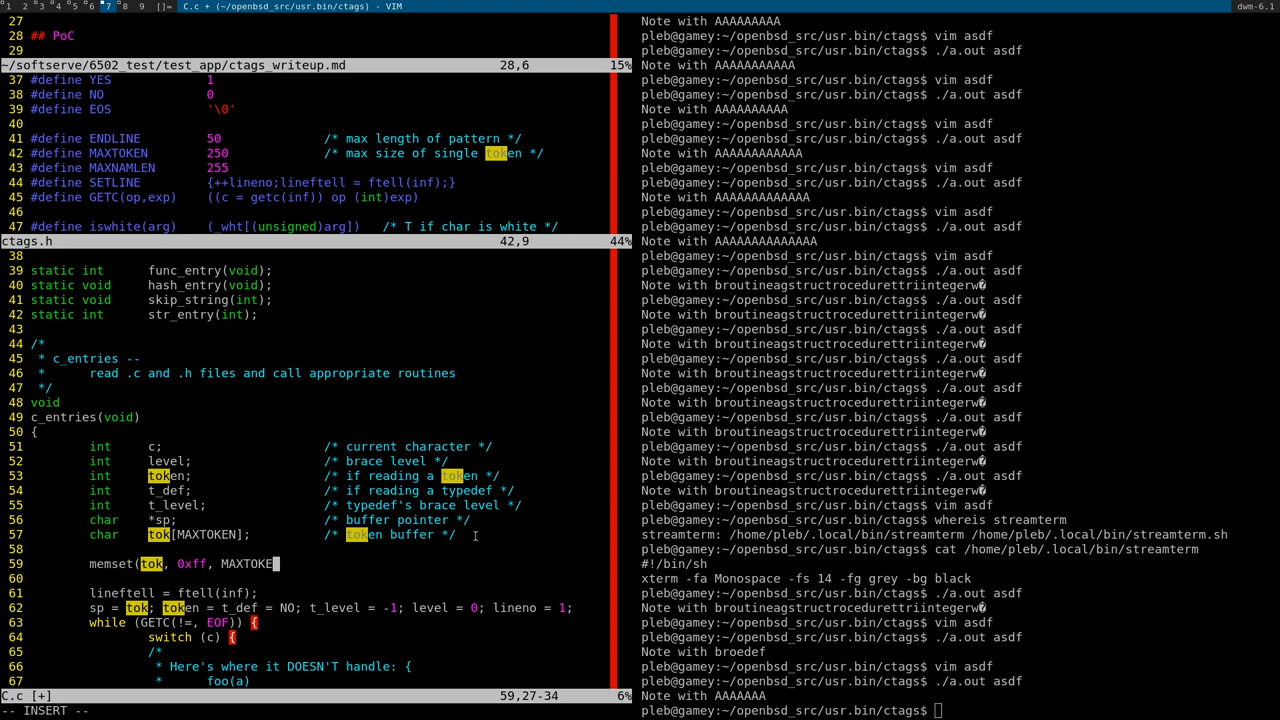 1 2 3 4 5 6 7 8 9 []= C.c + (~/openbsd_src/usr.bin/ctags) - VIM dwm-6.1
27
28 ## PoC
29
~/softserve/6502_test/test_app/ctags_writeup.md 28,6 15%
37 #define YES 1
38 #define NO 0
39 #define EOS '\0'
40
41 #define ENDLINE 50 /* max length of pattern */
42 #define MAXTOKEN 250 /* max size of single token */
43 #define MAXNAMLEN 255
44 #define SETLINE {++lineno;lineftell = ftell(inf);}
45 #define GETC(op,exp) ((c = getc(inf)) op (int)exp)
46
47 #define iswhite(arg) (_wht[(unsigned)arg]) /* T if char is white */
ctags.h 42,9 44%
38
39 static int func_entry(void);
40 static void hash_entry(void);
41 static void skip_string(int);
42 static int str_entry(int);
43
44 /*
45 * c_entries --
46 * read .c and .h files and call appropriate routines
47 */
48 void
49 c_entries(void)
50 {
51 int c; /* current character */
52 int level; /* brace level */
53 int token; /* if reading a token */
54 int t_def; /* if reading a typedef */
55 int t_level; /* typedef's brace level */
56 char *sp; /* buffer pointer */
57 char tok[MAXTOKEN]; /* token buffer */
58
59 memset(tok, 0xff, MAXTOKE
60
61 lineftell = ftell(inf);
62 sp = tok; token = t_def = NO; t_level = -1; level = 0; lineno = 1;
63 while (GETC(!=, EOF)) {
64 switch (c) {
65 /*
66 * Here's where it DOESN'T handle: {
67 * foo(a)
C.c [+] 59,27-34 6%
-- INSERT --
Note with AAAAAAAAA
pleb@gamey:~/openbsd_src/usr.bin/ctags$ vim asdf
pleb@gamey:~/openbsd_src/usr.bin/ctags$ ./a.out asdf
Note with AAAAAAAAAAA
pleb@gamey:~/openbsd_src/usr.bin/ctags$ vim asdf
pleb@gamey:~/openbsd_src/usr.bin/ctags$ ./a.out asdf
Note with AAAAAAAAAA
pleb@gamey:~/openbsd_src/usr.bin/ctags$ vim asdf
pleb@gamey:~/openbsd_src/usr.bin/ctags$ ./a.out asdf
Note with AAAAAAAAAAAA
pleb@gamey:~/openbsd_src/usr.bin/ctags$ vim asdf
pleb@gamey:~/openbsd_src/usr.bin/ctags$ ./a.out asdf
Note with AAAAAAAAAAAAA
pleb@gamey:~/openbsd_src/usr.bin/ctags$ vim asdf
pleb@gamey:~/openbsd_src/usr.bin/ctags$ ./a.out asdf
Note with AAAAAAAAAAAAAA
pleb@gamey:~/openbsd_src/usr.bin/ctags$ vim asdf
pleb@gamey:~/openbsd_src/usr.bin/ctags$ ./a.out asdf
Note with broutineagstructrocedurettriintegerw�
pleb@gamey:~/openbsd_src/usr.bin/ctags$ ./a.out asdf
Note with broutineagstructrocedurettriintegerw�
pleb@gamey:~/openbsd_src/usr.bin/ctags$ ./a.out asdf
Note with broutineagstructrocedurettriintegerw�
pleb@gamey:~/openbsd_src/usr.bin/ctags$ ./a.out asdf
Note with broutineagstructrocedurettriintegerw�
pleb@gamey:~/openbsd_src/usr.bin/ctags$ ./a.out asdf
Note with broutineagstructrocedurettriintegerw�
pleb@gamey:~/openbsd_src/usr.bin/ctags$ ./a.out asdf
Note with broutineagstructrocedurettriintegerw�
pleb@gamey:~/openbsd_src/usr.bin/ctags$ ./a.out asdf
Note with broutineagstructrocedurettriintegerw�
pleb@gamey:~/openbsd_src/usr.bin/ctags$ ./a.out asdf
Note with broutineagstructrocedurettriintegerw�
pleb@gamey:~/openbsd_src/usr.bin/ctags$ vim asdf
pleb@gamey:~/openbsd_src/usr.bin/ctags$ whereis streamterm
streamterm: /home/pleb/.local/bin/streamterm /home/pleb/.local/bin/streamterm.sh
pleb@gamey:~/openbsd_src/usr.bin/ctags$ cat /home/pleb/.local/bin/streamterm
#!/bin/sh
xterm -fa Monospace -fs 14 -fg grey -bg black
pleb@gamey:~/openbsd_src/usr.bin/ctags$ ./a.out asdf
Note with broutineagstructrocedurettriintegerw�
pleb@gamey:~/openbsd_src/usr.bin/ctags$ vim asdf
pleb@gamey:~/openbsd_src/usr.bin/ctags$ ./a.out asdf
Note with broedef
pleb@gamey:~/openbsd_src/usr.bin/ctags$ vim asdf
pleb@gamey:~/openbsd_src/usr.bin/ctags$ ./a.out asdf
Note with AAAAAAA
pleb@gamey:~/openbsd_src/usr.bin/ctags$